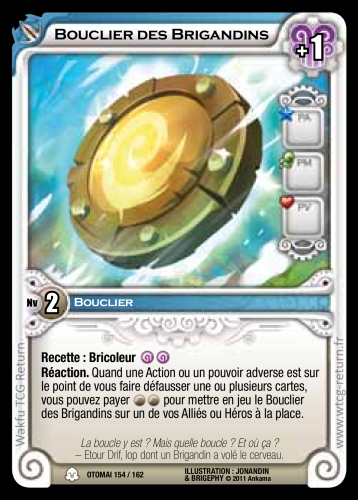 Bouclier des Brigandins
+1
PA
PM
PV
Nv 2 Bouclier
Recette : Bricoleur
Réaction. Quand une Action ou un pouvoir adverse est sur
le point de vous faire défausser une ou plusieurs cartes,
vous pouvez payer pour mettre en jeu le Bouclier
des Brigandins sur un de vos Alliés ou Héros à la place.
La boucle y est ? Mais quelle boucle ? Et où ça ?
– Etour Drif, Iop dont un Brigandin a volé le cerveau.
OTOMAI 154 / 162
ILLUSTRATION : JONANDIN
& BRIGEPHY © 2011 Ankama
Wakfu TCG-Return
www.wtcg-return.fr